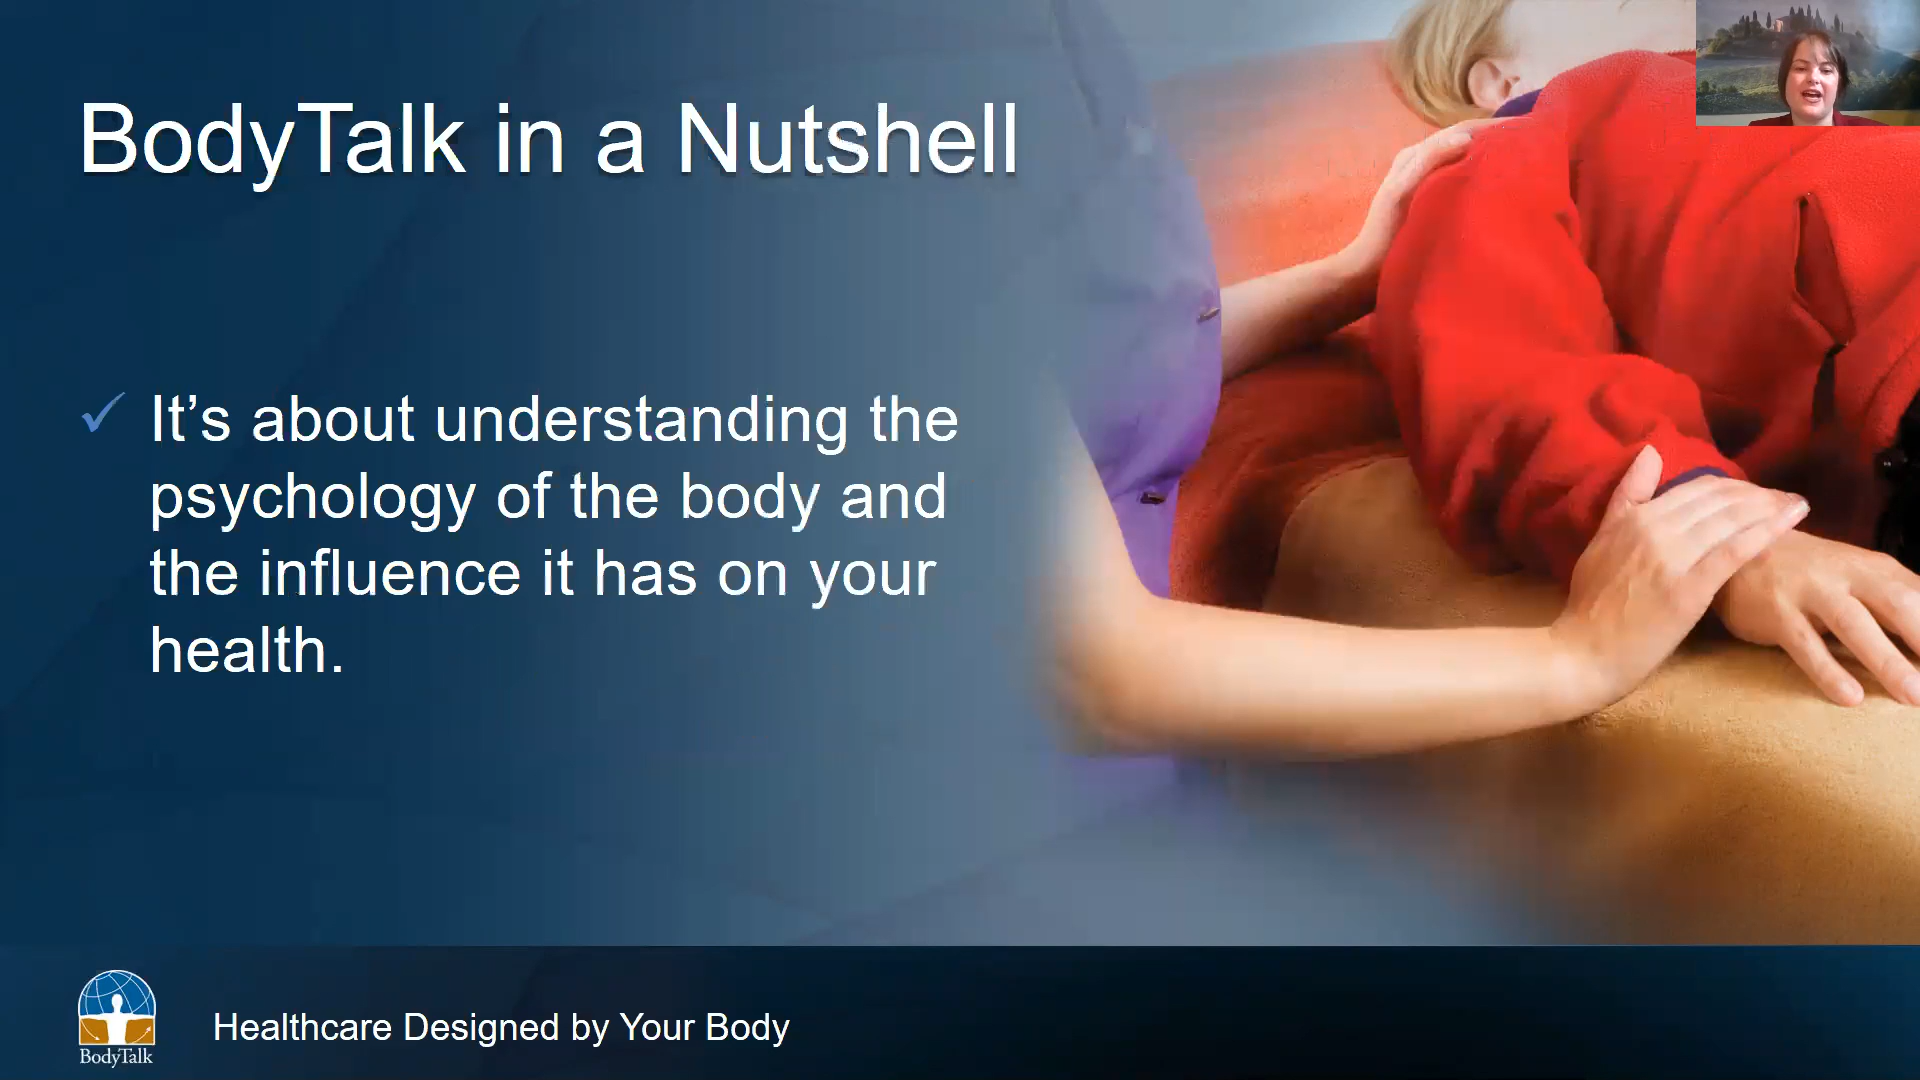 BodyTalk in a Nutshell
✓ It’s about understanding the
psychology of the body and
the influence it has on your
health.
BodyTalk
Healthcare Designed by Your Body